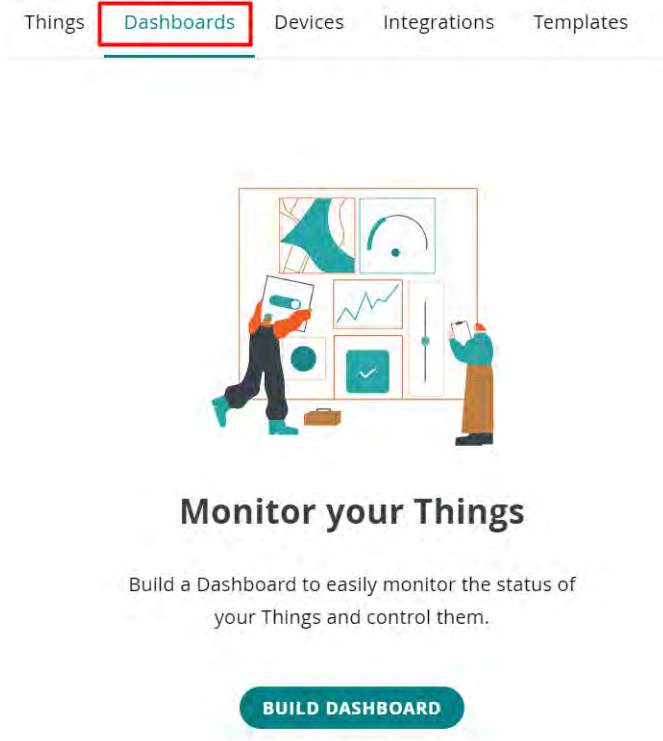 Things Dashboards Devices Integrations Templates
Monitor your Things
Build a Dashboard to easily monitor the status of
your Things and control them.
BUILD DASHBOARD